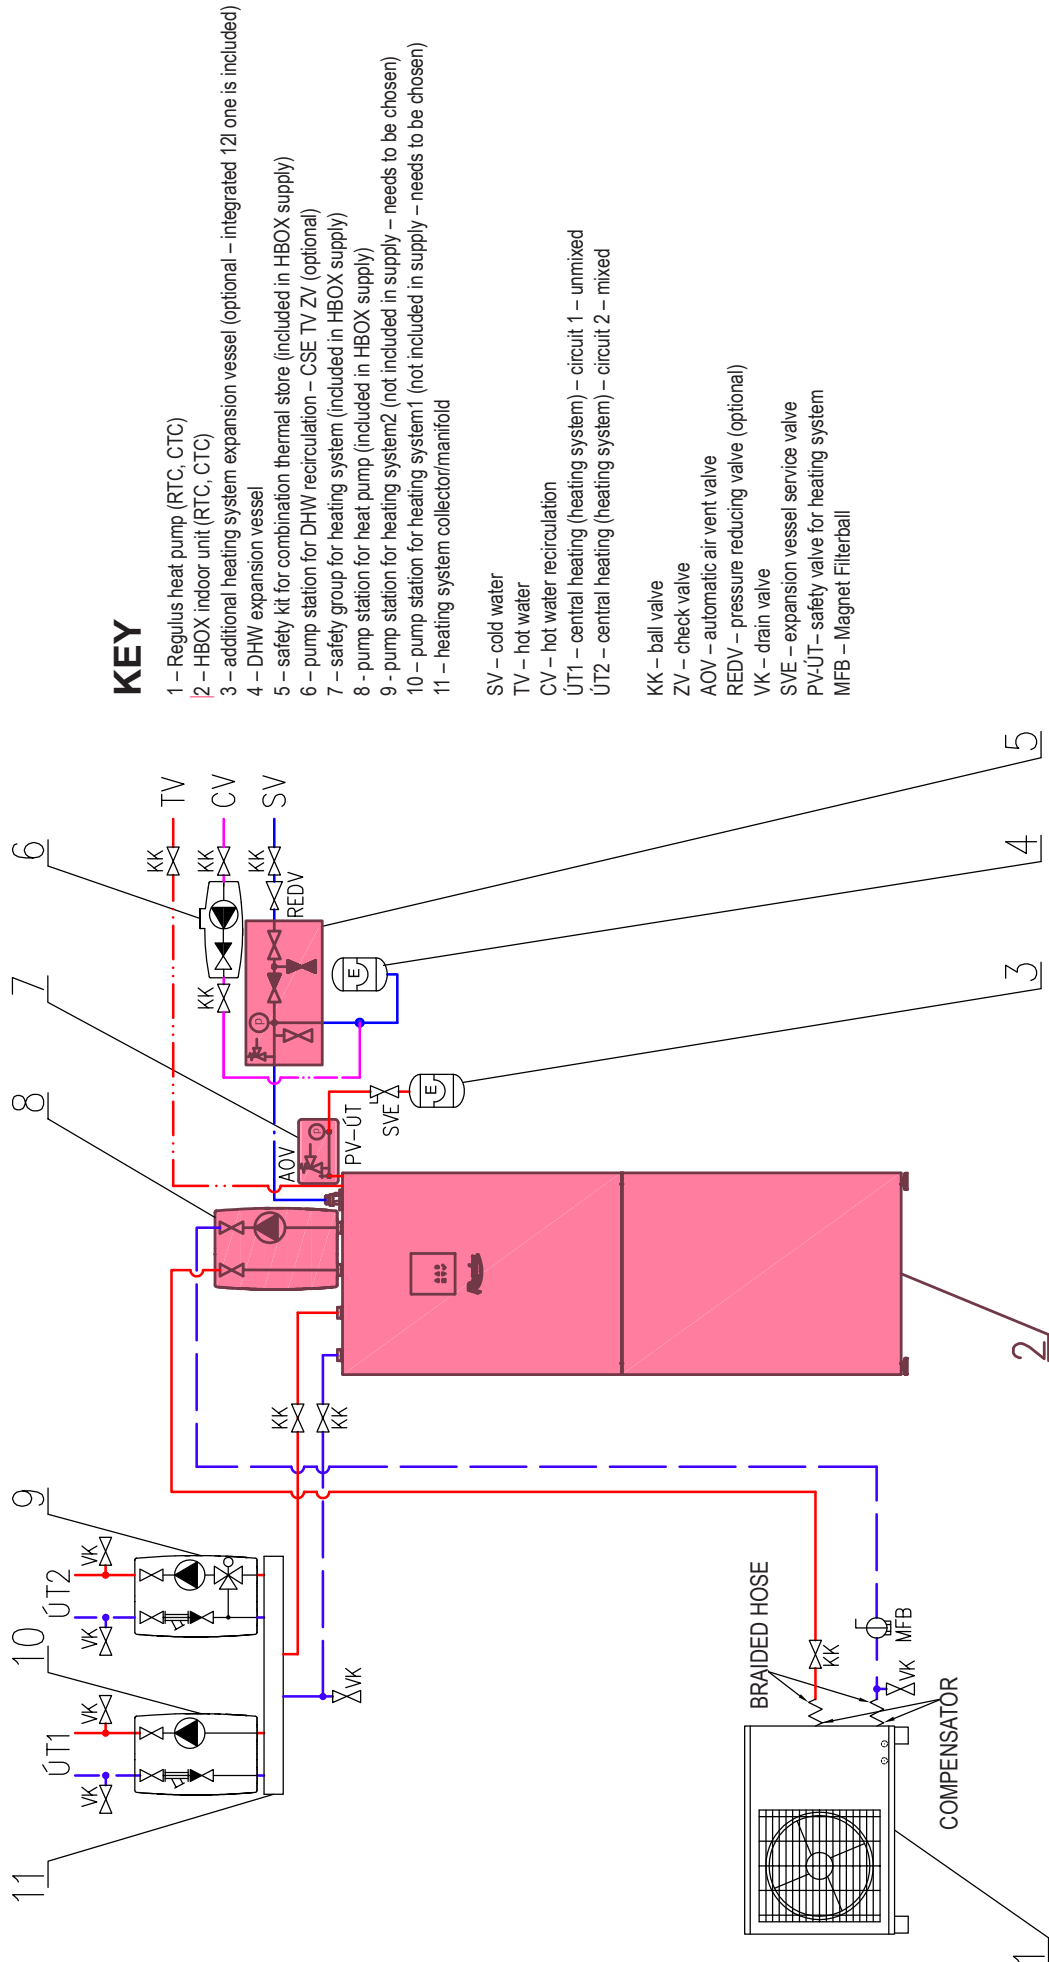 KEY
1 – Regulus heat pump (RTC, CTC)
2 – HBOX indoor unit (RTC, CTC)
3 – additional heating system expansion vessel (optional – integrated 12l one is included)
4 – DHW expansion vessel
5 – safety kit for combination thermal store (included in HBOX supply)
6 – pump station for DHW recirculation – CSE TV ZV (optional)
7 – safety group for heating system (included in HBOX supply)
8 - pump station for heat pump (included in HBOX supply)
9 - pump station for heating system2 (not included in supply – needs to be chosen)
10 – pump station for heating system1 (not included in supply – needs to be chosen)
11 – heating system collector/manifold
SV – cold water
TV – hot water
CV – hot water recirculation
ÚT1 – central heating (heating system) – circuit 1 – unmixed
ÚT2 – central heating (heating system) – circuit 2 – mixed
KK – ball valve
ZV – check valve
AOV – automatic air vent valve
REDV – pressure reducing valve (optional)
VK – drain valve
SVE – expansion vessel service valve
PV-ÚT – safety valve for heating system
MFB – Magnet Filterball
11
10
9
8
7
6
ÚT1
ÚT2
VK
VK
VK
VK
VK
KK
KK
AOV
P
PV-ÚT
SVE
E
P
E
KK
KK
KK
KK
REDV
TV
CV
SV
BRAIDED HOSE
KK
MFB
VK
COMPENSATOR
1
2
3
4
5